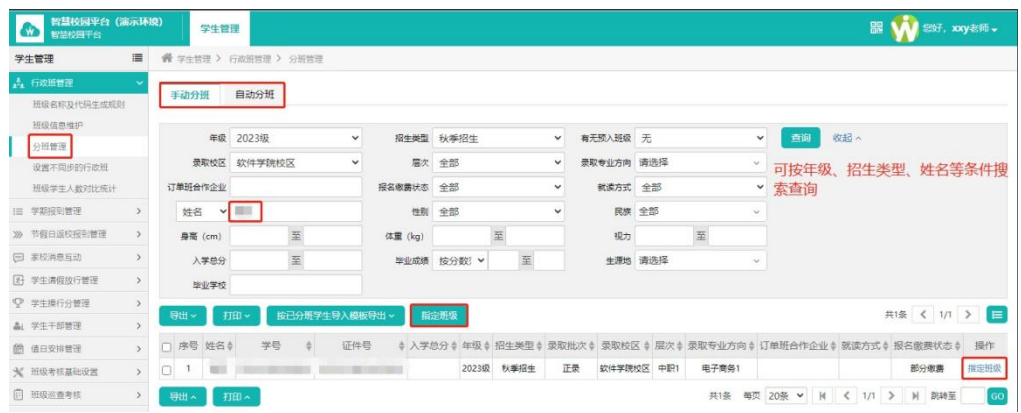 智慧校园平台（演示环境）
智慧校园平台
学生管理
您好，xxy老师
学生管理
学生管理 > 行政班管理 > 分班管理
行政班管理
班级名称及代码生成规则
班级信息维护
分班管理
设置不同步的行政班
班级学生人数对比统计
学期报到管理
节假日返校报到管理
家校消息互动
学生请假放行管理
学生操行分管理
学生干部管理
值日安排管理
班级考核基础设置
班级巡查考核
手动分班 自动分班
年级 2023级 招生类型 秋季招生 有无预入班级 无 查询 收起
录取校区 软件学院校区 层次 全部 录取专业方向 请选择
订单班合作企业 报名缴费状态 全部 就读方式 全部
姓名 性别 全部 民族 全部
身高（cm） 至 体重（kg） 至 视力 至
入学总分 至 毕业成绩 按分数 至 生源地 请选择
毕业学校
可按年级、招生类型、姓名等条件搜
索查询
导出 打印 按已分班学生导入模板导出 指定班级 共1条 1/1
序号 姓名 学号 证件号 入学总分 年级 招生类型 录取批次 录取校区 层次 录取专业方向 订单班合作企业 就读方式 报名缴费状态 操作
1 2023级 秋季招生 正录 软件学院校区 中职1 电子商务1 部分缴费 指定班级
导出 打印 共1条 每页 20条 1/1 跳转至 GO